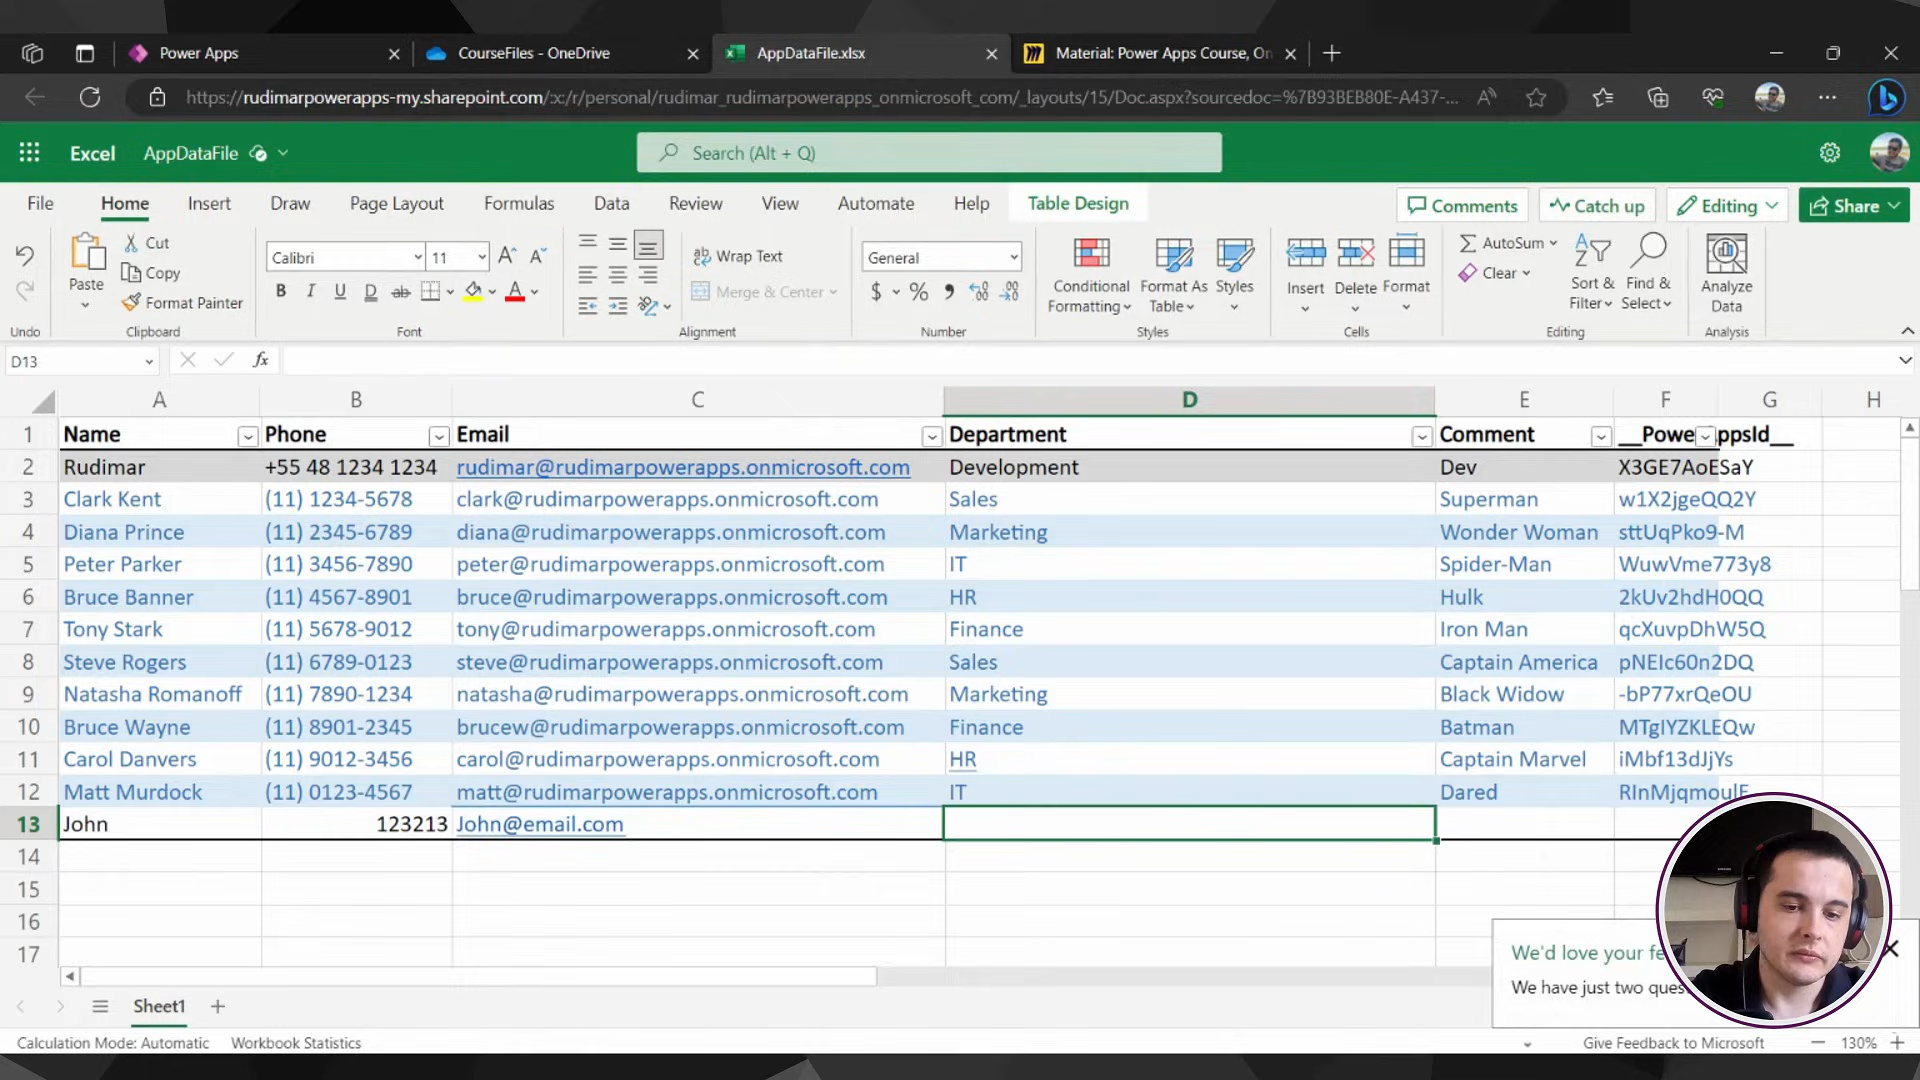 Power Apps
CourseFiles - OneDrive
AppDataFile.xlsx
Material: Power Apps Course, On
https://rudimarpowerapps-my.sharepoint.com/:x:/r/personal/rudimar_rudimarpowerapps_onmicrosoft_com/_layouts/15/Doc.aspx?sourcedoc=%7B93BEB80E-A437-...
Excel AppDataFile
Search (Alt + Q)
File Home Insert Draw Page Layout Formulas Data Review View Automate Help Table Design
Comments Catch up Editing Share
Paste Cut Copy Format Painter
Calibri 11
Wrap Text
Merge & Center
General
Conditional Formatting Format As Table Styles
Insert Delete Format
AutoSum Clear
Sort & Filter Find & Select
Analyze Data
Undo Clipboard Font Alignment Number Styles Cells Editing Analysis
D13 fx
A B C D E F G H
1 Name Phone Email Department Comment __Powe AppsId__
2 Rudimar +55 48 1234 1234 rudimar@rudimarpowerapps.onmicrosoft.com Development Dev X3GE7AoESaY
3 Clark Kent (11) 1234-5678 clark@rudimarpowerapps.onmicrosoft.com Sales Superman w1X2jgeQQ2Y
4 Diana Prince (11) 2345-6789 diana@rudimarpowerapps.onmicrosoft.com Marketing Wonder Woman sttUqPko9-M
5 Peter Parker (11) 3456-7890 peter@rudimarpowerapps.onmicrosoft.com IT Spider-Man WuwVme773y8
6 Bruce Banner (11) 4567-8901 bruce@rudimarpowerapps.onmicrosoft.com HR Hulk 2kUv2hdH0QQ
7 Tony Stark (11) 5678-9012 tony@rudimarpowerapps.onmicrosoft.com Finance Iron Man qcXuvpDhW5Q
8 Steve Rogers (11) 6789-0123 steve@rudimarpowerapps.onmicrosoft.com Sales Captain America pNEIc60n2DQ
9 Natasha Romanoff (11) 7890-1234 natasha@rudimarpowerapps.onmicrosoft.com Marketing Black Widow -bP77xrQeOU
10 Bruce Wayne (11) 8901-2345 brucew@rudimarpowerapps.onmicrosoft.com Finance Batman MTgIYZKLEQw
11 Carol Danvers (11) 9012-3456 carol@rudimarpowerapps.onmicrosoft.com HR Captain Marvel iMbf13dJjYs
12 Matt Murdock (11) 0123-4567 matt@rudimarpowerapps.onmicrosoft.com IT Dared
13 John 123213 John@email.com
14
15
16
17
We'd love your
We have just two
Sheet1
Calculation Mode: Automatic Workbook Statistics Give Feedback to Microsoft 130%